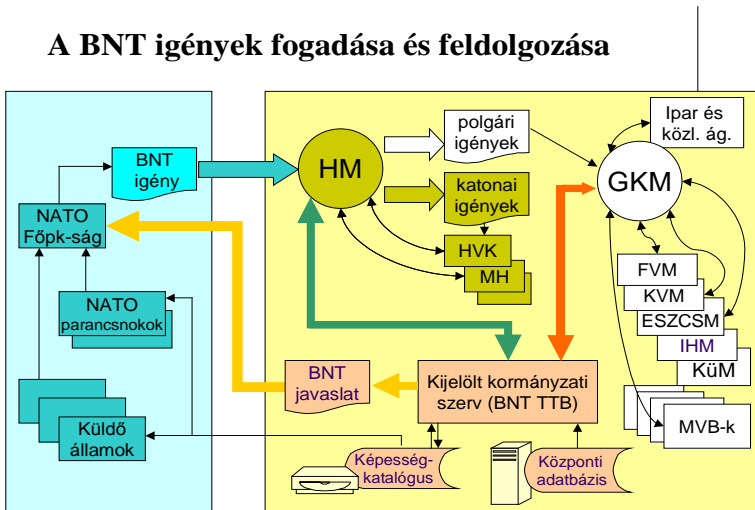 A BNT igények fogadása és feldolgozása
BNT
igény
NATO
Főpk-ság
NATO
parancsnokok
Küldő
államok
HM
polgári
igények
katonai
igények
HVK
MH
Ipar és
közl. ág.
GKM
FVM
KVM
ESZCSM
IHM
KüM
MVB-k
BNT
javaslat
Kijelölt kormányzati
szerv (BNT TTB)
Képesség-
katalógus
Központi
adatbázis